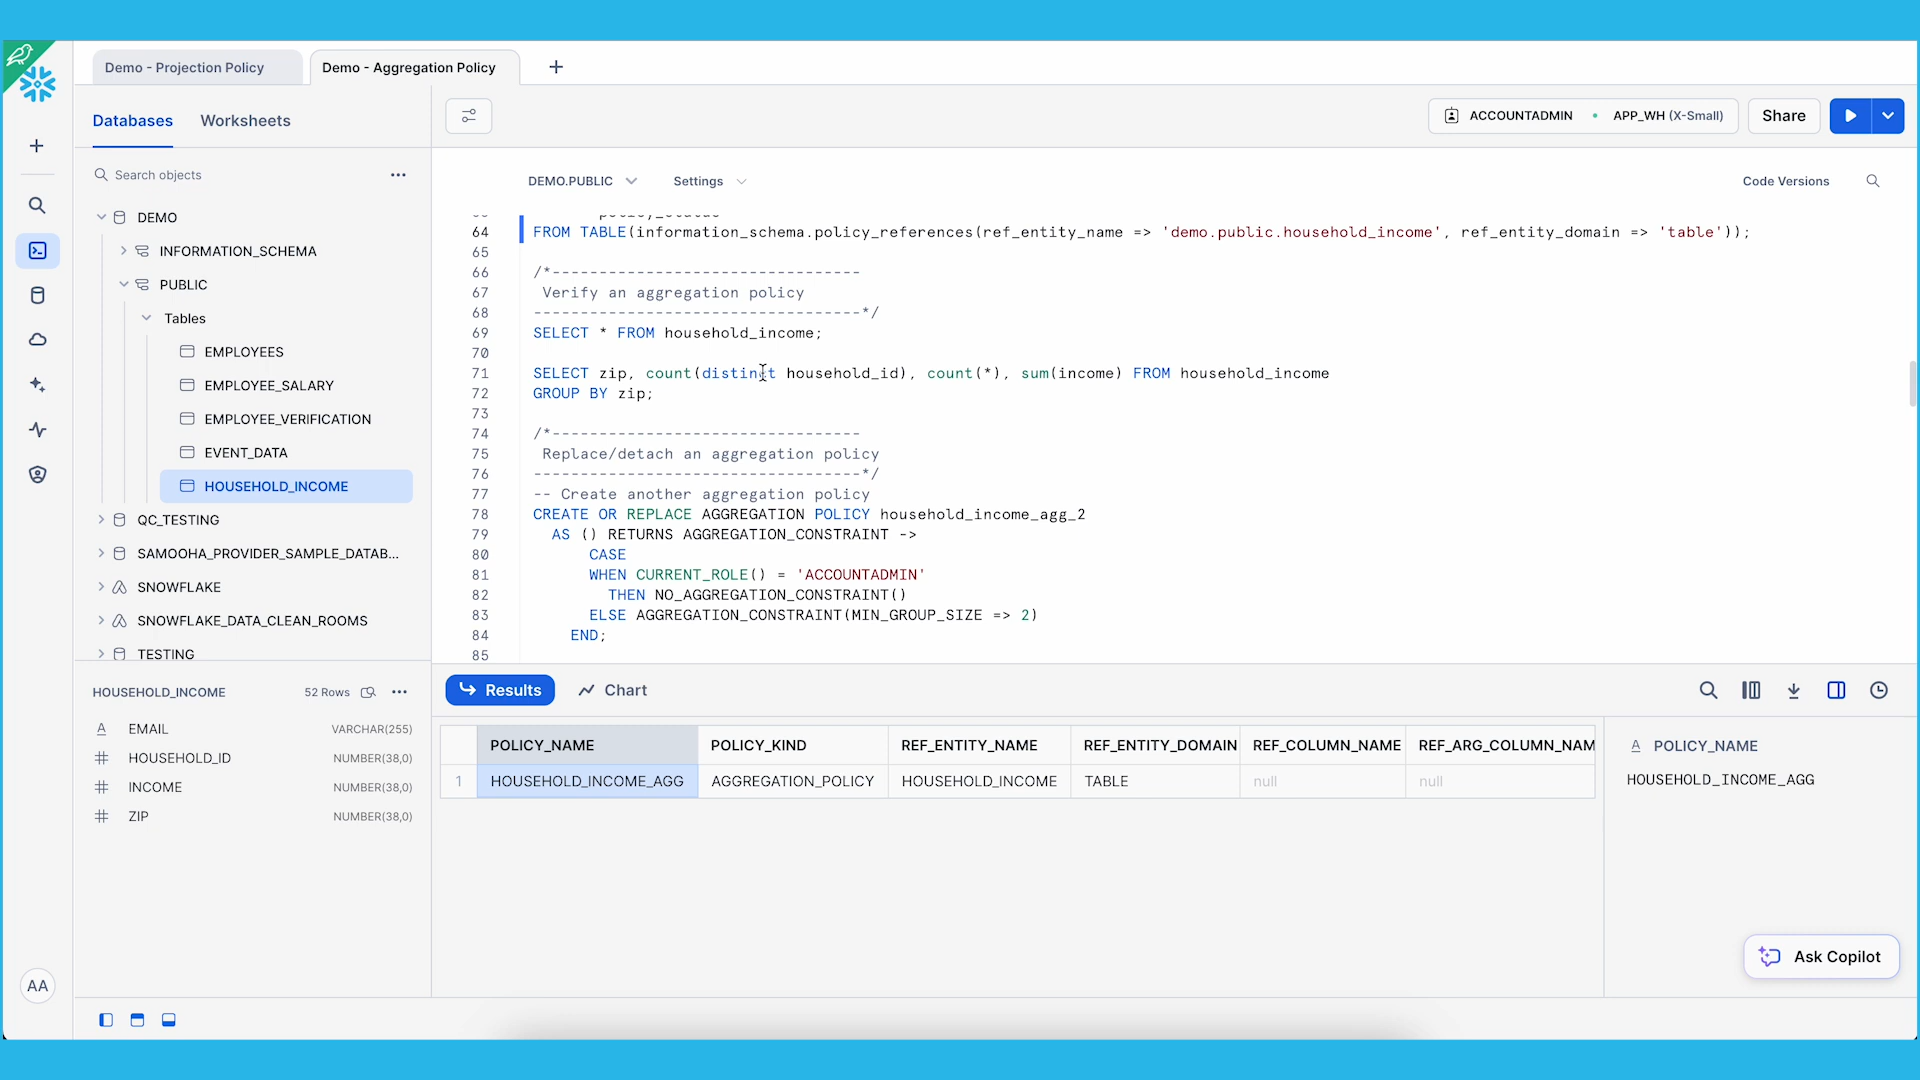 Demo - Projection Policy
Demo - Aggregation Policy
Databases
Worksheets
ACCOUNTADMIN
APP_WH (X-Small)
Share
Search objects
DEMO.PUBLIC
Settings
Code Versions
DEMO
INFORMATION_SCHEMA
PUBLIC
Tables
EMPLOYEES
EMPLOYEE_SALARY
EMPLOYEE_VERIFICATION
EVENT_DATA
HOUSEHOLD_INCOME
QC_TESTING
SAMOOHA_PROVIDER_SAMPLE_DATAB...
SNOWFLAKE
SNOWFLAKE_DATA_CLEAN_ROOMS
TESTING
64 FROM TABLE(information_schema.policy_references(ref_entity_name => 'demo.public.household_income', ref_entity_domain => 'table'));
65
66 /*---------------------------------
67 Verify an aggregation policy
68 -----------------------------------*/
69 SELECT * FROM household_income;
70
71 SELECT zip, count(distinct household_id), count(*), sum(income) FROM household_income
72 GROUP BY zip;
73
74 /*---------------------------------
75 Replace/detach an aggregation policy
76 -----------------------------------*/
77 -- Create another aggregation policy
78 CREATE OR REPLACE AGGREGATION POLICY household_income_agg_2
79 AS () RETURNS AGGREGATION_CONSTRAINT ->
80 CASE
81 WHEN CURRENT_ROLE() = 'ACCOUNTADMIN'
82 THEN NO_AGGREGATION_CONSTRAINT()
83 ELSE AGGREGATION_CONSTRAINT(MIN_GROUP_SIZE => 2)
84 END;
85
HOUSEHOLD_INCOME 52 Rows
EMAIL VARCHAR(255)
HOUSEHOLD_ID NUMBER(38,0)
INCOME NUMBER(38,0)
ZIP NUMBER(38,0)
Results
Chart
POLICY_NAME POLICY_KIND REF_ENTITY_NAME REF_ENTITY_DOMAIN REF_COLUMN_NAME REF_ARG_COLUMN_NAM
1 HOUSEHOLD_INCOME_AGG AGGREGATION_POLICY HOUSEHOLD_INCOME TABLE null null
POLICY_NAME
HOUSEHOLD_INCOME_AGG
Ask Copilot
AA